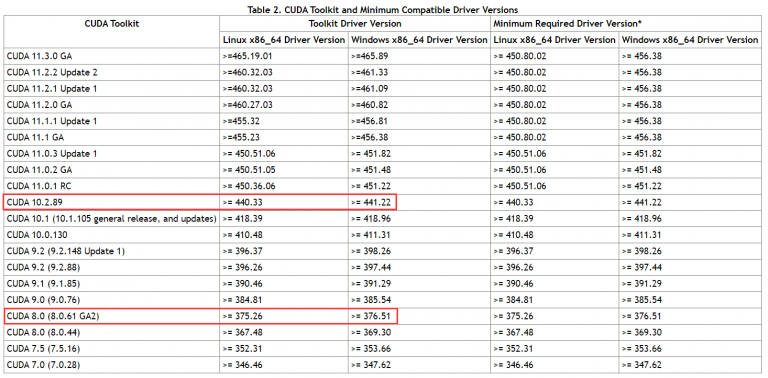 Table 2. CUDA Toolkit and Minimum Compatible Driver Versions
CUDA Toolkit Toolkit Driver Version Minimum Required Driver Version*
Linux x86_64 Driver Version Windows x86_64 Driver Version Linux x86_64 Driver Version Windows x86_64 Driver Version
CUDA 11.3.0 GA >=465.19.01 >=465.89 >= 450.80.02 >= 456.38
CUDA 11.2.2 Update 2 >=460.32.03 >=461.33 >= 450.80.02 >= 456.38
CUDA 11.2.1 Update 1 >=460.32.03 >=461.09 >= 450.80.02 >= 456.38
CUDA 11.2.0 GA >=460.27.03 >=460.82 >= 450.80.02 >= 456.38
CUDA 11.1.1 Update 1 >=455.32 >=456.81 >= 450.80.02 >= 456.38
CUDA 11.1 GA >=455.23 >=456.38 >= 450.80.02 >= 456.38
CUDA 11.0.3 Update 1 >= 450.51.06 >= 451.82 >= 450.51.06 >= 451.82
CUDA 11.0.2 GA >= 450.51.05 >= 451.48 >= 450.51.06 >= 451.48
CUDA 11.0.1 RC >= 450.36.06 >= 451.22 >= 450.51.06 >= 451.22
CUDA 10.2.89 >= 440.33 >= 441.22 >= 440.33 >= 441.22
CUDA 10.1 (10.1.105 general release, and updates) >= 418.39 >= 418.96 >= 418.39 >= 418.96
CUDA 10.0.130 >= 410.48 >= 411.31 >= 410.48 >= 411.31
CUDA 9.2 (9.2.148 Update 1) >= 396.37 >= 398.26 >= 396.37 >= 398.26
CUDA 9.2 (9.2.88) >= 396.26 >= 397.44 >= 396.26 >= 397.44
CUDA 9.1 (9.1.85) >= 390.46 >= 391.29 >= 390.46 >= 391.29
CUDA 9.0 (9.0.76) >= 384.81 >= 385.54 >= 384.81 >= 385.54
CUDA 8.0 (8.0.61 GA2) >= 375.26 >= 376.51 >= 375.26 >= 376.51
CUDA 8.0 (8.0.44) >= 367.48 >= 369.30 >= 367.48 >= 369.30
CUDA 7.5 (7.5.16) >= 352.31 >= 353.66 >= 352.31 >= 353.66
CUDA 7.0 (7.0.28) >= 346.46 >= 347.62 >= 346.46 >= 347.62